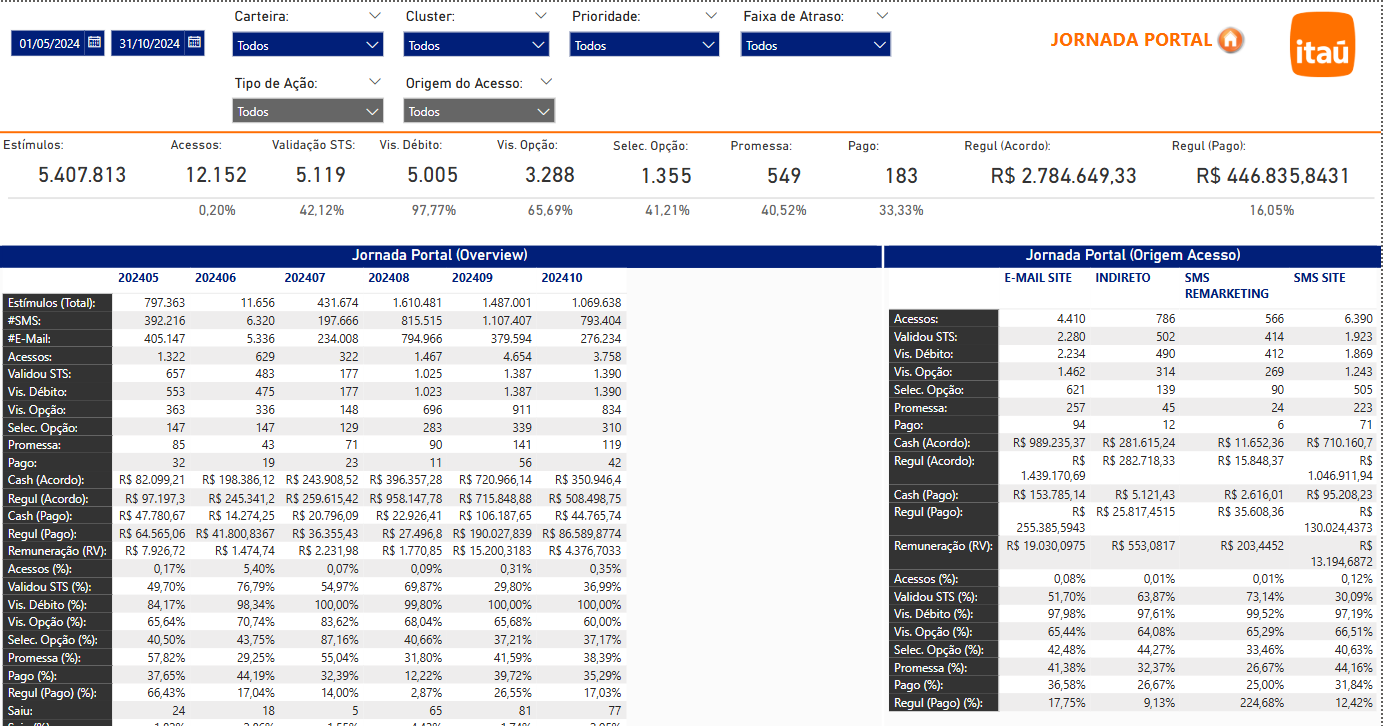 Carteira: Cluster: Prioridade: Faixa de Atraso:
01/05/2024 31/10/2024 Todos Todos Todos Todos
JORNADA PORTAL
itaú
Tipo de Ação: Origem do Acesso:
Todos Todos
Estímulos: Acessos: Validação STS: Vis. Débito: Vis. Opção: Selec. Opção: Promessa: Pago: Regul (Acordo): Regul (Pago):
5.407.813 12.152 5.119 5.005 3.288 1.355 549 183 R$ 2.784.649,33 R$ 446.835,8431
0,20% 42,12% 97,77% 65,69% 41,21% 40,52% 33,33% 16,05%
Jornada Portal (Overview)
202405 202406 202407 202408 202409 202410
Estímulos (Total): 797.363 11.656 431.674 1.610.481 1.487.001 1.069.638
#SMS: 392.216 6.320 197.666 815.515 1.107.407 793.404
#E-Mail: 405.147 5.336 234.008 794.966 379.594 276.234
Acessos: 1.322 629 322 1.467 4.654 3.758
Validou STS: 657 483 177 1.025 1.387 1.390
Vis. Débito: 553 475 177 1.023 1.387 1.390
Vis. Opção: 363 336 148 696 911 834
Selec. Opção: 147 147 129 283 339 310
Promessa: 85 43 71 90 141 119
Pago: 32 19 23 11 56 42
Cash (Acordo): R$ 82.099,21 R$ 198.386,12 R$ 243.908,52 R$ 396.357,28 R$ 720.966,14 R$ 350.946,4
Regul (Acordo): R$ 97.197,3 R$ 245.341,2 R$ 259.615,42 R$ 958.147,78 R$ 715.848,88 R$ 508.498,75
Cash (Pago): R$ 47.780,67 R$ 14.274,25 R$ 20.796,09 R$ 22.926,41 R$ 106.187,65 R$ 44.765,74
Regul (Pago): R$ 64.565,06 R$ 41.800,8367 R$ 36.355,43 R$ 27.496,8 R$ 190.027,839 R$ 86.589,8774
Remuneração (RV): R$ 7.926,72 R$ 1.474,74 R$ 2.231,98 R$ 1.770,85 R$ 15.200,3183 R$ 4.376,7033
Acessos (%): 0,17% 5,40% 0,07% 0,09% 0,31% 0,35%
Validou STS (%): 49,70% 76,79% 54,97% 69,87% 29,80% 36,99%
Vis. Débito (%): 84,17% 98,34% 100,00% 99,80% 100,00% 100,00%
Vis. Opção (%): 65,64% 70,74% 83,62% 68,04% 65,68% 60,00%
Selec. Opção (%): 40,50% 43,75% 87,16% 40,66% 37,21% 37,17%
Promessa (%): 57,82% 29,25% 55,04% 31,80% 41,59% 38,39%
Pago (%): 37,65% 44,19% 32,39% 12,22% 39,72% 35,29%
Regul (Pago) (%): 66,43% 17,04% 14,00% 2,87% 26,55% 17,03%
Saiu: 24 18 5 65 81 77
Jornada Portal (Origem Acesso)
E-MAIL SITE INDIRETO SMS REMARKETING SMS SITE
Acessos: 4.410 786 566 6.390
Validou STS: 2.280 502 414 1.923
Vis. Débito: 2.234 490 412 1.869
Vis. Opção: 1.462 314 269 1.243
Selec. Opção: 621 139 90 505
Promessa: 257 45 24 223
Pago: 94 12 6 71
Cash (Acordo): R$ 989.235,37 R$ 281.615,24 R$ 11.652,36 R$ 710.160,7
Regul (Acordo): R$ 1.439.170,69 R$ 282.718,33 R$ 15.848,37 R$ 1.046.911,94
Cash (Pago): R$ 153.785,14 R$ 5.121,43 R$ 2.616,01 R$ 95.208,23
Regul (Pago): R$ 255.385,5943 R$ 25.817,4515 R$ 35.608,36 R$ 130.024,4373
Remuneração (RV): R$ 19.030,0975 R$ 553,0817 R$ 203,4452 R$ 13.194,6872
Acessos (%): 0,08% 0,01% 0,01% 0,12%
Validou STS (%): 51,70% 63,87% 73,14% 30,09%
Vis. Débito (%): 97,98% 97,61% 99,52% 97,19%
Vis. Opção (%): 65,44% 64,08% 65,29% 66,51%
Selec. Opção (%): 42,48% 44,27% 33,46% 40,63%
Promessa (%): 41,38% 32,37% 26,67% 44,16%
Pago (%): 36,58% 26,67% 25,00% 31,84%
Regul (Pago) (%): 17,75% 9,13% 224,68% 12,42%